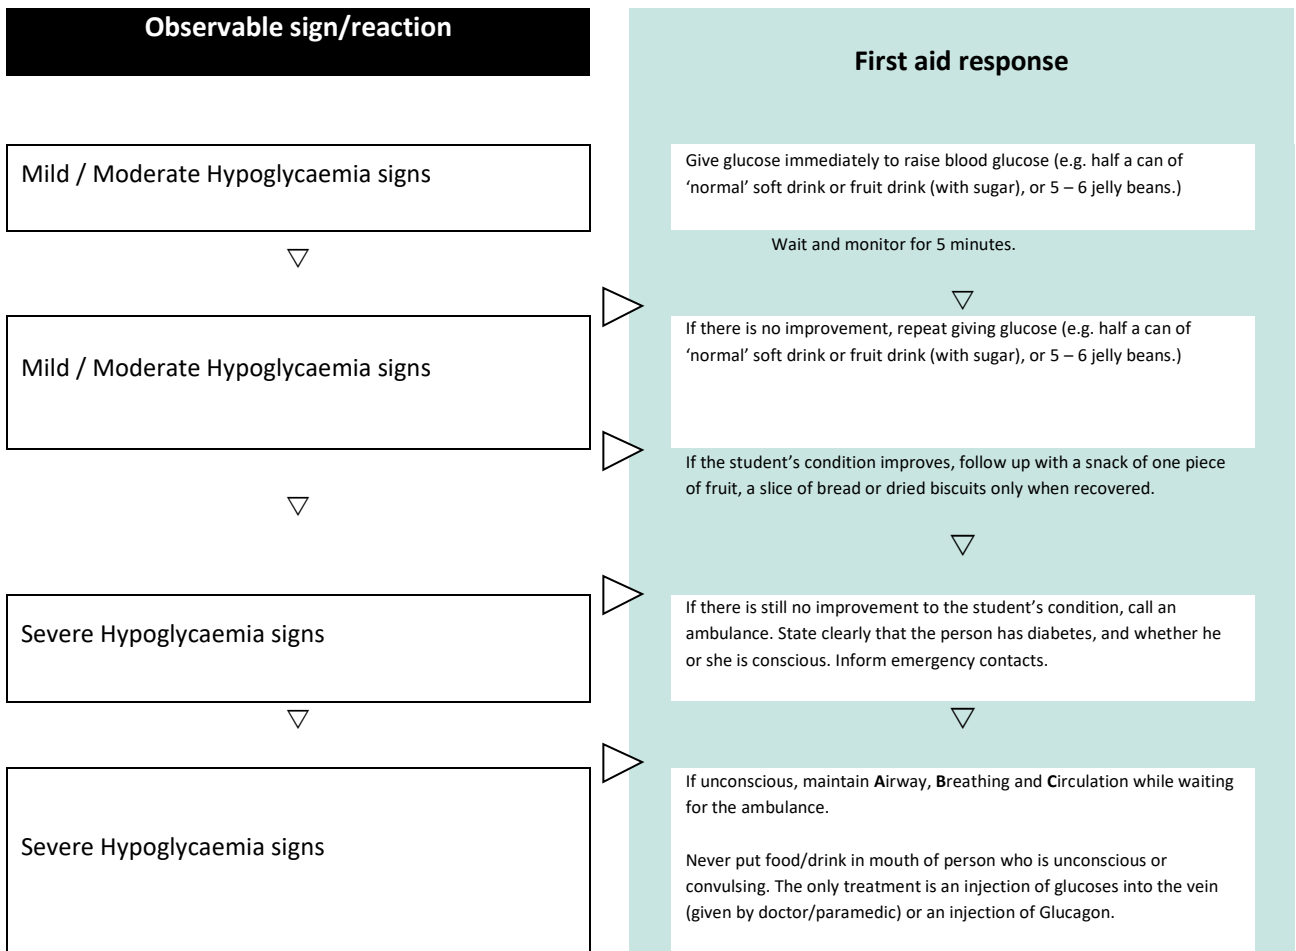 Observable sign/reaction
First aid response
Mild / Moderate Hypoglycaemia signs
Give glucose immediately to raise blood glucose (e.g. half a can of
‘normal’ soft drink or fruit drink (with sugar), or 5 – 6 jelly beans.)
Wait and monitor for 5 minutes.
Mild / Moderate Hypoglycaemia signs
If there is no improvement, repeat giving glucose (e.g. half a can of
‘normal’ soft drink or fruit drink (with sugar), or 5 – 6 jelly beans.)
If the student’s condition improves, follow up with a snack of one piece
of fruit, a slice of bread or dried biscuits only when recovered.
Severe Hypoglycaemia signs
If there is still no improvement to the student’s condition, call an
ambulance. State clearly that the person has diabetes, and whether he
or she is conscious. Inform emergency contacts.
Severe Hypoglycaemia signs
If unconscious, maintain Airway, Breathing and Circulation while waiting
for the ambulance.
Never put food/drink in mouth of person who is unconscious or
convulsing. The only treatment is an injection of glucoses into the vein
(given by doctor/paramedic) or an injection of Glucagon.